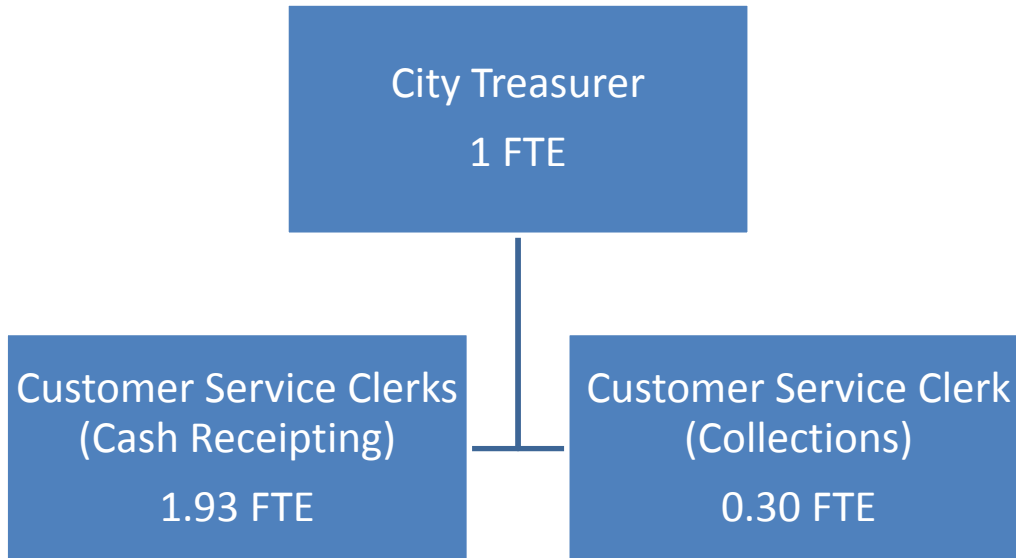 City Treasurer
1 FTE
Customer Service Clerks
(Cash Receipting)
1.93 FTE
Customer Service Clerk
(Collections)
0.30 FTE